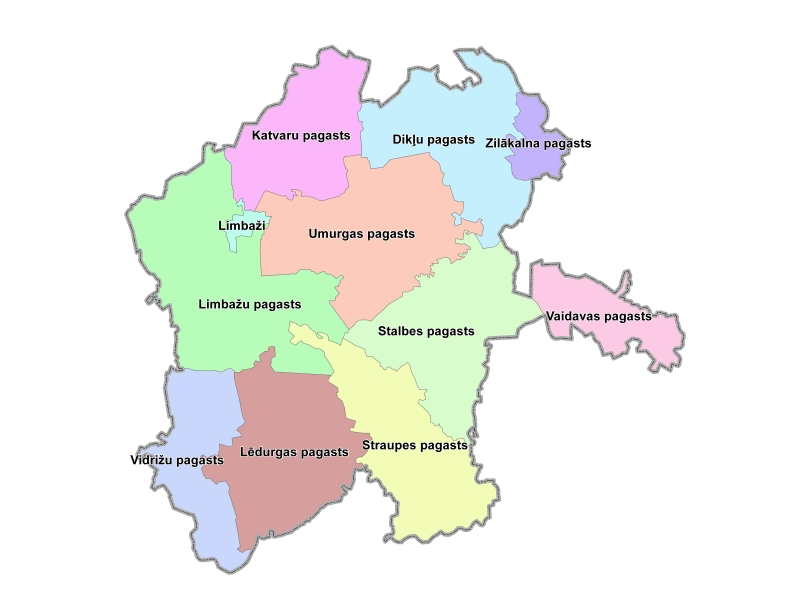 Katvaru pagasts
Dikļu pagasts
Zilākalna pagasts
Limbaži
Umurgas pagasts
Limbažu pagasts
Stalbes pagasts
Vaidavas pagasts
Vidrižu pagasts
Lēdurgas pagasts
Straupes pagasts